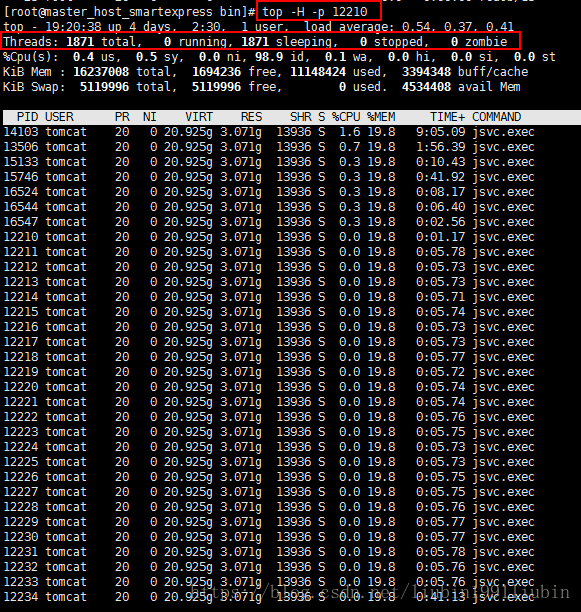 [root@master_host_smartexpress bin]# top -H -p 12210
top - 19:20:38 up 4 days, 2:30, 1 user, load average: 0.54, 0.37, 0.41
Threads: 1871 total, 0 running, 1871 sleeping, 0 stopped, 0 zombie
%Cpu(s): 0.4 us, 0.5 sy, 0.0 ni, 98.9 id, 0.1 wa, 0.0 hi, 0.0 si, 0.0 st
KiB Mem : 16237008 total, 1694236 free, 11148424 used, 3394348 buff/cache
KiB Swap: 5119996 total, 5119996 free, 0 used. 4534408 avail Mem
PID USER PR NI VIRT RES SHR S %CPU %MEM TIME+ COMMAND
14103 tomcat 20 0 20.925g 3.071g 13936 S 1.6 19.8 9:05.09 jsvc.exec
13506 tomcat 20 0 20.925g 3.071g 13936 S 0.7 19.8 1:56.39 jsvc.exec
15133 tomcat 20 0 20.925g 3.071g 13936 S 0.3 19.8 0:10.43 jsvc.exec
15746 tomcat 20 0 20.925g 3.071g 13936 S 0.3 19.8 0:41.92 jsvc.exec
16524 tomcat 20 0 20.925g 3.071g 13936 S 0.3 19.8 0:08.17 jsvc.exec
16544 tomcat 20 0 20.925g 3.071g 13936 S 0.3 19.8 0:06.40 jsvc.exec
16547 tomcat 20 0 20.925g 3.071g 13936 S 0.3 19.8 0:02.56 jsvc.exec
12210 tomcat 20 0 20.925g 3.071g 13936 S 0.0 19.8 0:01.17 jsvc.exec
12211 tomcat 20 0 20.925g 3.071g 13936 S 0.0 19.8 0:05.78 jsvc.exec
12212 tomcat 20 0 20.925g 3.071g 13936 S 0.0 19.8 0:05.73 jsvc.exec
12213 tomcat 20 0 20.925g 3.071g 13936 S 0.0 19.8 0:05.73 jsvc.exec
12214 tomcat 20 0 20.925g 3.071g 13936 S 0.0 19.8 0:05.71 jsvc.exec
12215 tomcat 20 0 20.925g 3.071g 13936 S 0.0 19.8 0:05.74 jsvc.exec
12216 tomcat 20 0 20.925g 3.071g 13936 S 0.0 19.8 0:05.73 jsvc.exec
12217 tomcat 20 0 20.925g 3.071g 13936 S 0.0 19.8 0:05.73 jsvc.exec
12218 tomcat 20 0 20.925g 3.071g 13936 S 0.0 19.8 0:05.77 jsvc.exec
12219 tomcat 20 0 20.925g 3.071g 13936 S 0.0 19.8 0:05.72 jsvc.exec
12220 tomcat 20 0 20.925g 3.071g 13936 S 0.0 19.8 0:05.74 jsvc.exec
12221 tomcat 20 0 20.925g 3.071g 13936 S 0.0 19.8 0:05.74 jsvc.exec
12222 tomcat 20 0 20.925g 3.071g 13936 S 0.0 19.8 0:05.76 jsvc.exec
12223 tomcat 20 0 20.925g 3.071g 13936 S 0.0 19.8 0:05.74 jsvc.exec
12224 tomcat 20 0 20.925g 3.071g 13936 S 0.0 19.8 0:05.74 jsvc.exec
12225 tomcat 20 0 20.925g 3.071g 13936 S 0.0 19.8 0:05.73 jsvc.exec
12226 tomcat 20 0 20.925g 3.071g 13936 S 0.0 19.8 0:05.75 jsvc.exec
12227 tomcat 20 0 20.925g 3.071g 13936 S 0.0 19.8 0:05.77 jsvc.exec
12228 tomcat 20 0 20.925g 3.071g 13936 S 0.0 19.8 0:05.76 jsvc.exec
12229 tomcat 20 0 20.925g 3.071g 13936 S 0.0 19.8 0:05.77 jsvc.exec
12230 tomcat 20 0 20.925g 3.071g 13936 S 0.0 19.8 0:05.77 jsvc.exec
12231 tomcat 20 0 20.925g 3.071g 13936 S 0.0 19.8 0:05.78 jsvc.exec
12232 tomcat 20 0 20.925g 3.071g 13936 S 0.0 19.8 0:05.76 jsvc.exec
12233 tomcat 20 0 20.925g 3.071g 13936 S 0.0 19.8 0:05.76 jsvc.exec
12234 tomcat 20 0 20.925g 3.071g 13936 S 0.0 19.8 0:41.13 jsvc.exec